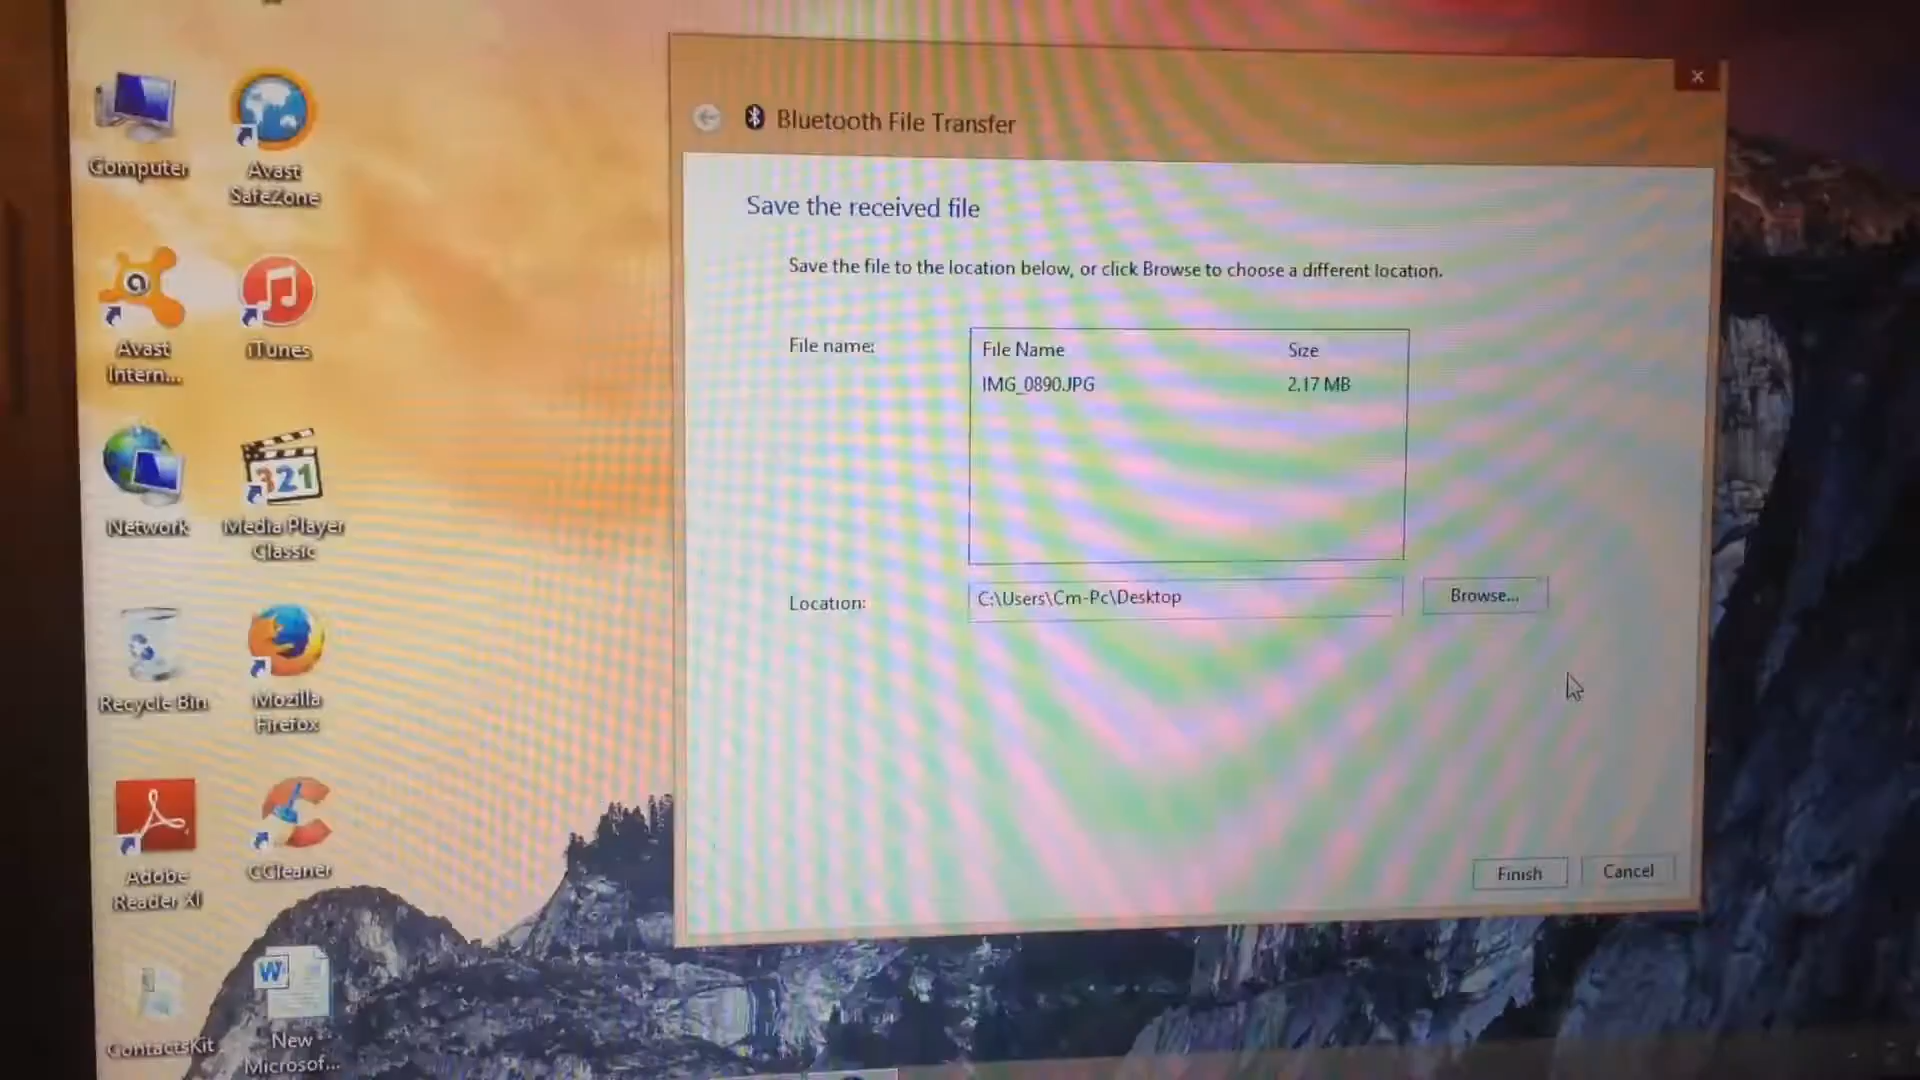 Computer
Avast
SafeZone
Avast
Intern...
iTunes
Network
321
Media Player
Classic
Recycle Bin
Mozilla
Firefox
Adobe
Reader XI
CCleaner
ContactsKit
New
Microsof...
Bluetooth File Transfer
Save the received file
Save the file to the location below, or click Browse to choose a different location.
File name:
File Name Size
IMG_0890.JPG 2.17 MB
Location: C:\Users\Cm-Pc\Desktop Browse...
Finish Cancel